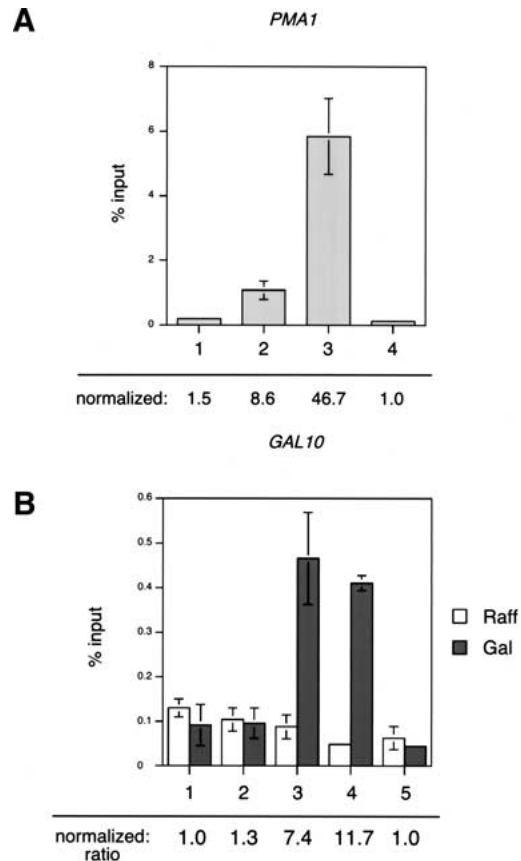 A
PMA1
8
6
4
2
0
% input
1 2 3 4
normalized: 1.5 8.6 46.7 1.0
GAL10
B
0.6
0.5
0.4
0.3
0.2
0.1
0
% input
Raff
Gal
1 2 3 4 5
normalized: 1.0 1.3 7.4 11.7 1.0
ratio